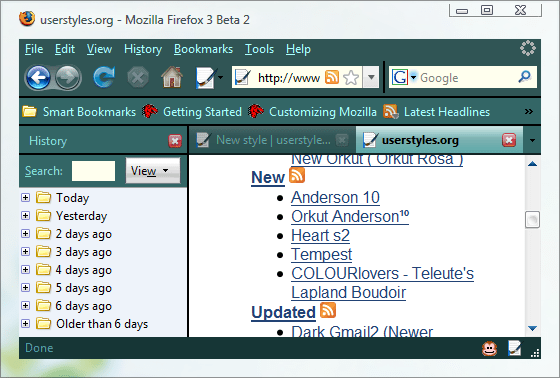 userstyles.org - Mozilla Firefox 3 Beta 2
File Edit View History Bookmarks Tools Help
http://www Google
Smart Bookmarks Getting Started Customizing Mozilla Latest Headlines »
History
New style | userstyle...
userstyles.org
Search: View
New Orkut ( Orkut Rosa )
New
Today
Yesterday
2 days ago
3 days ago
4 days ago
5 days ago
6 days ago
Older than 6 days
Anderson 10
Orkut Anderson¹⁰
Heart s2
Tempest
COLOURlovers - Teleute's
Lapland Boudoir
Updated
Dark Gmail2 (Newer
Done